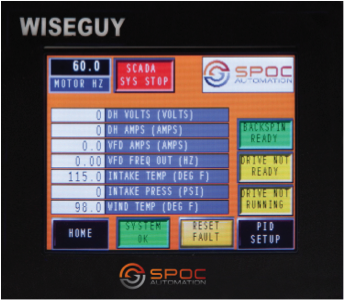 WISEGUY
60.0
MOTOR HZ
SCADA
SYS STOP
SPOC
AUTOMATION
0 DH VOLTS (VOLTS)
0 DH AMPS (AMPS)
0.0 VFD AMPS (AMPS)
0.00 VFD FREQ OUT (HZ)
115.0 INTAKE TEMP (DEG F)
0 INTAKE PRESS (PSI)
98.0 WIND TEMP (DEG F)
BACKSPIN
READY
DRIVE NOT
READY
DRIVE NOT
RUNNING
HOME
SYSTEM
OK
RESET
FAULT
PID
SETUP
SPOC
AUTOMATION